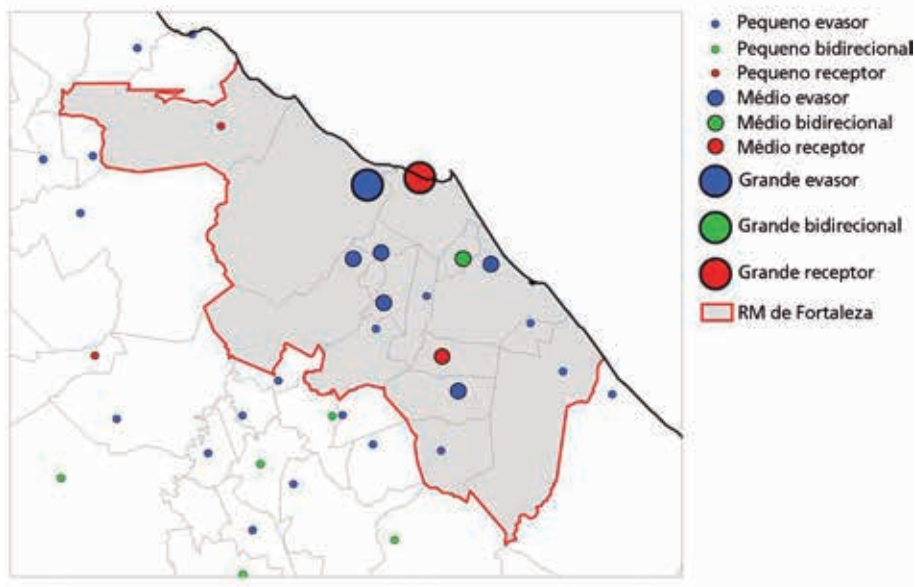 Pequeno evasor
Pequeno bidirecional
Pequeno receptor
Médio evasor
Médio bidirecional
Médio receptor
Grande evasor
Grande bidirecional
Grande receptor
RM de Fortaleza